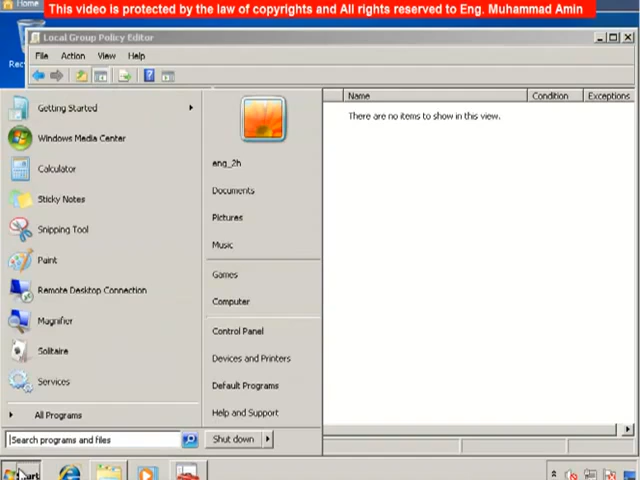 Home
This video is protected by the law of copyrights and All rights reserved to Eng. Muhammad Amin
Local Group Policy Editor
File Action View Help
Name Condition Exceptions
There are no items to show in this view.
Getting Started
Windows Media Center
Calculator
Sticky Notes
Snipping Tool
Paint
Remote Desktop Connection
Magnifier
Solitaire
Services
All Programs
Search programs and files
eng_2h
Documents
Pictures
Music
Games
Computer
Control Panel
Devices and Printers
Default Programs
Help and Support
Shut down